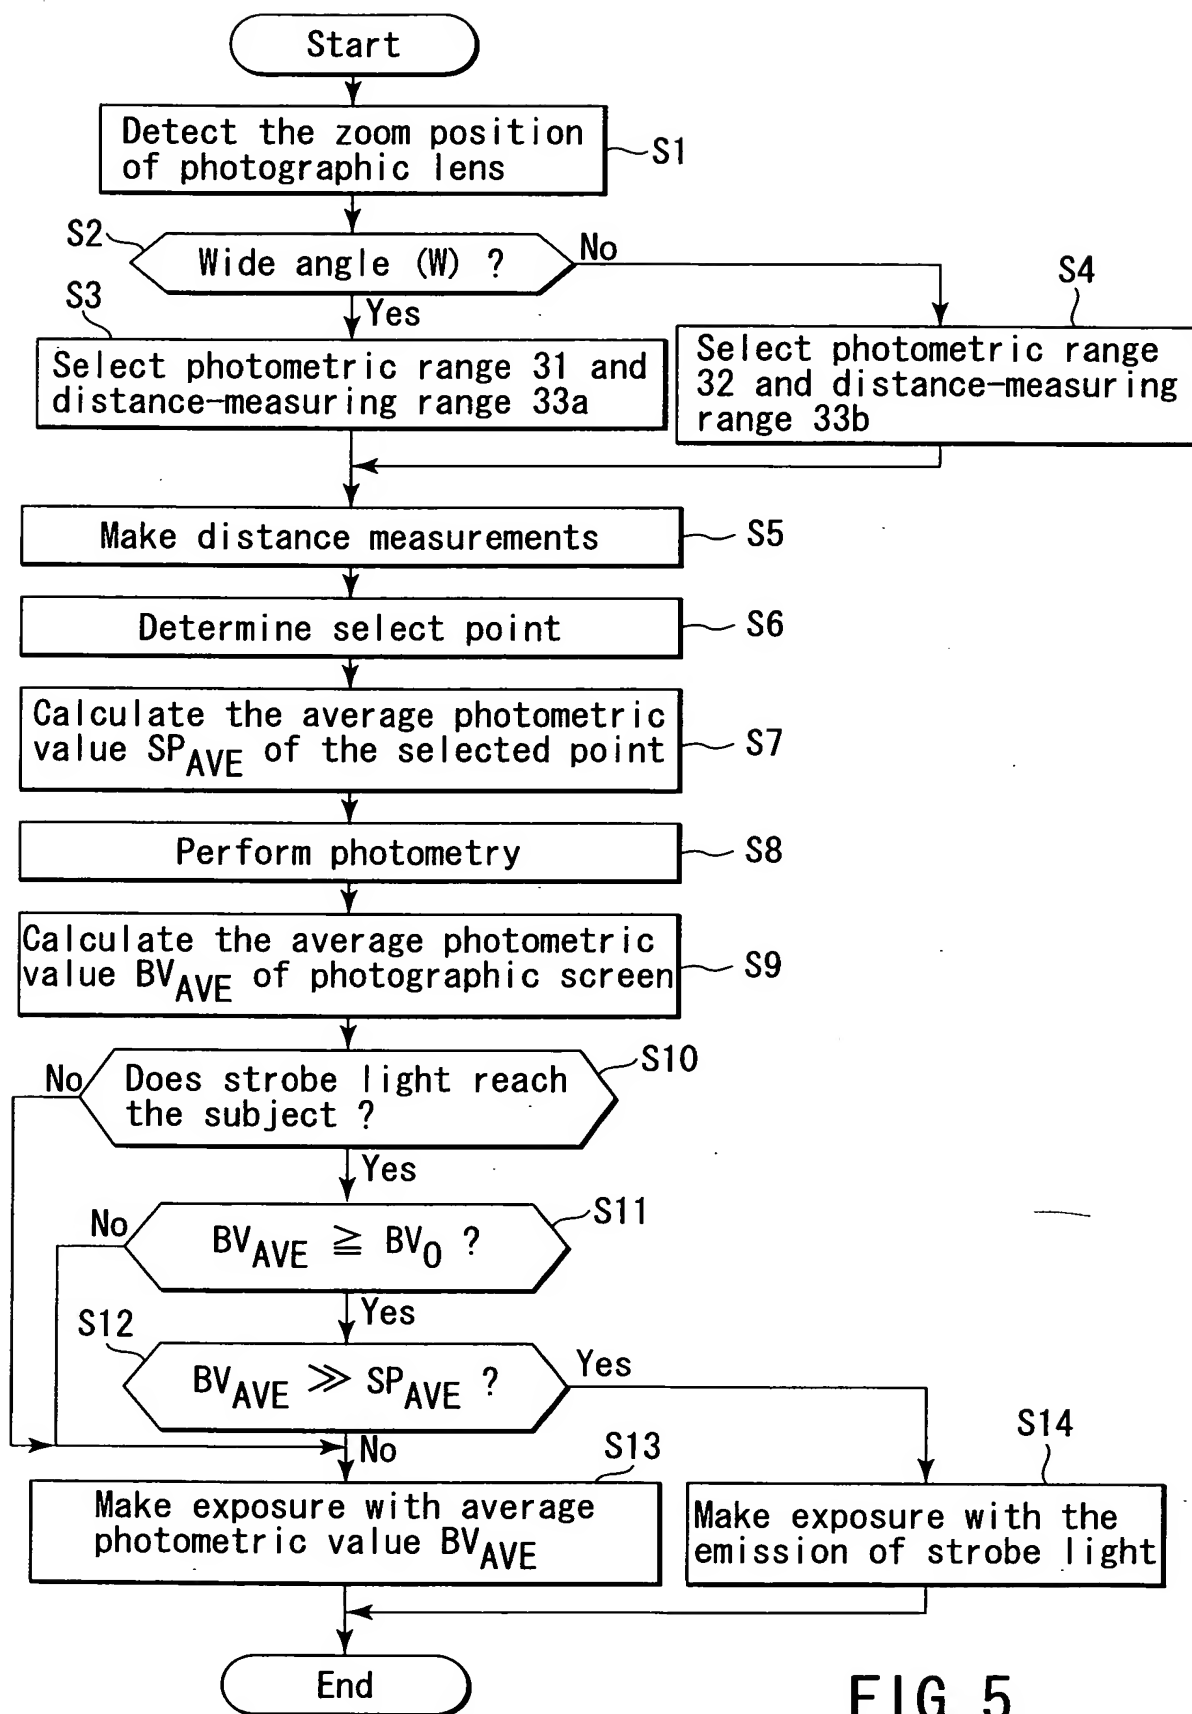 Start
Detect the zoom position
of photographic lens
S1
S2
Wide angle (W) ?
No
S3
Yes
S4
Select photometric range 31 and
distance-measuring range 33a
Select photometric range
32 and distance-measuring
range 33b
Make distance measurements
S5
Determine select point
S6
Calculate the average photometric
value SPAVE of the selected point
S7
Perform photometry
S8
Calculate the average photometric
value BVAVE of photographic screen
S9
No
Does strobe light reach
the subject ?
S10
Yes
No
BVAVE ≧ BV0 ?
S11
Yes
S12
BVAVE ≫ SPAVE ?
Yes
No
S13
S14
Make exposure with average
photometric value BVAVE
Make exposure with the
emission of strobe light
End
FIG. 5